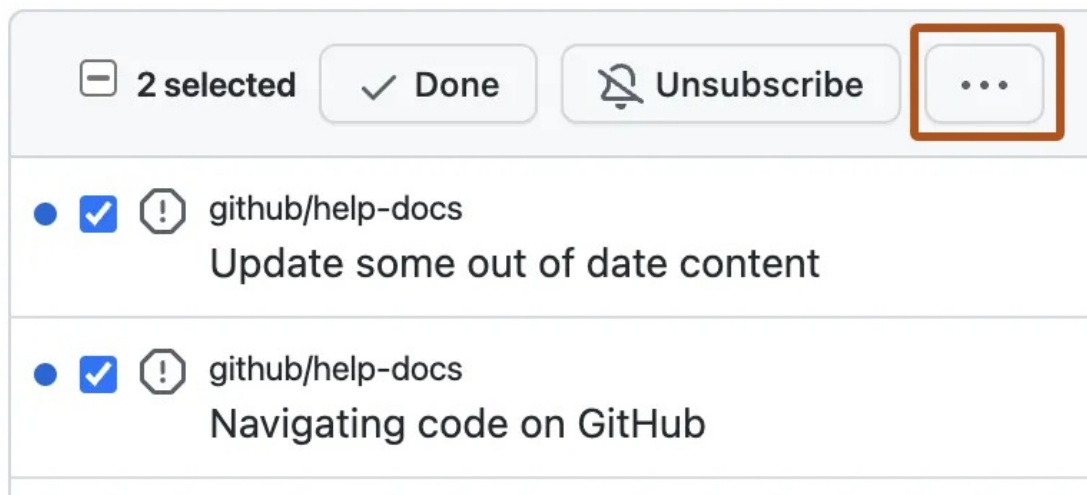 2 selected Done Unsubscribe ...
github/help-docs
Update some out of date content
github/help-docs
Navigating code on GitHub